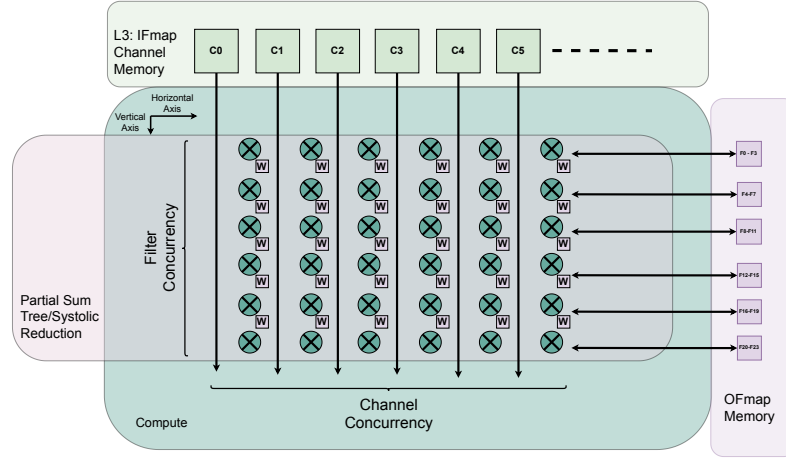 L3: IFmap
Channel
Memory
C0 C1 C2 C3 C4 C5
Horizontal
Axis
Vertical
Axis
W W W W W W
F0 - F3
W W W W W W
F4-F7
W W W W W W
F8-F11
W W W W W W
F12-F15
W W W W W W
F16-F19
F20-F23
Filter
Concurrency
Partial Sum
Tree/Systolic
Reduction
Channel
Concurrency
Compute
OFmap
Memory